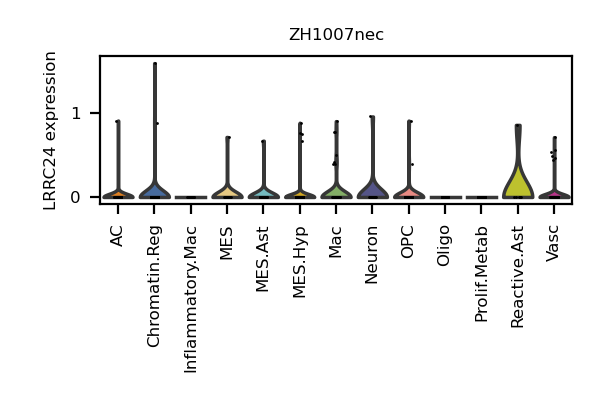 ZH1007nec
LRRC24 expression
1
0
AC
Chromatin.Reg
Inflammatory.Mac
MES
MES.Ast
MES.Hyp
Mac
Neuron
OPC
Oligo
Prolif.Metab
Reactive.Ast
Vasc